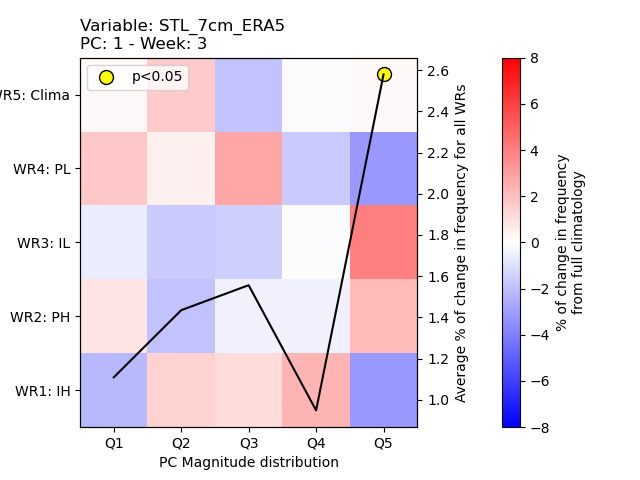 Variable: STL_7cm_ERA5
PC: 1 - Week: 3
p<0.05
WR5: Clima
WR4: PL
WR3: IL
WR2: PH
WR1: IH
Q1 Q2 Q3 Q4 Q5
PC Magnitude distribution
2.6
2.4
2.2
2.0
1.8
1.6
1.4
1.2
1.0
Average % of change in frequency for all WRs
8
6
4
2
0
−2
−4
−6
−8
% of change in frequency
from full climatology